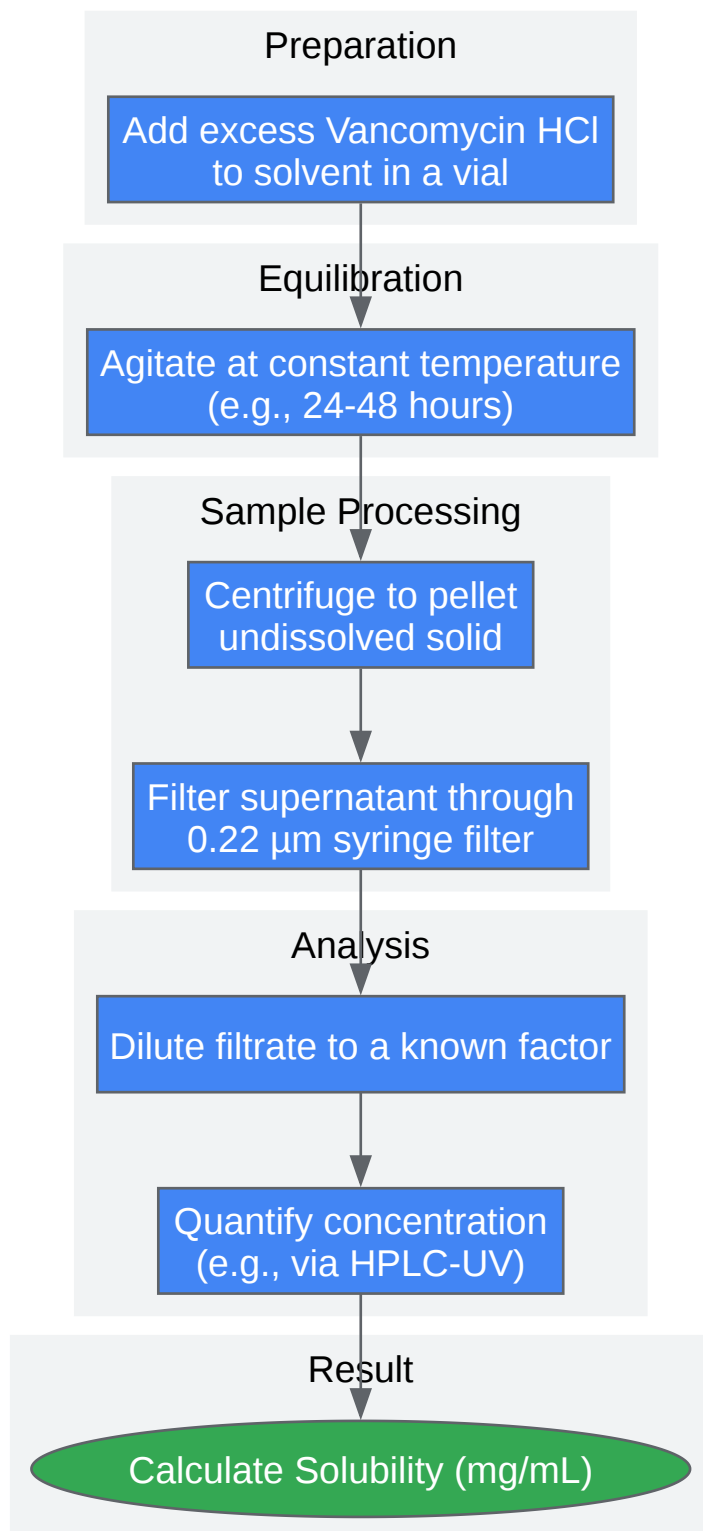 Preparation
Add excess Vancomycin HCl
to solvent in a vial
Equilibration
Agitate at constant temperature
(e.g., 24-48 hours)
Sample Processing
Centrifuge to pellet
undissolved solid
Filter supernatant through
0.22 µm syringe filter
Analysis
Dilute filtrate to a known factor
Quantify concentration
(e.g., via HPLC-UV)
Result
Calculate Solubility (mg/mL)